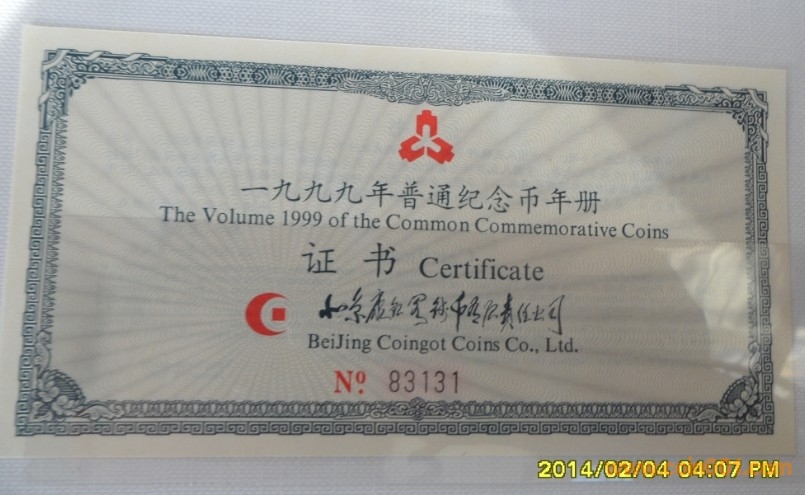 一九九九年普通纪念币年册
The Volume 1999 of the Common Commemorative Coins
证书 Certificate
北京康银阁钱币有限责任公司
BeiJing Coingot Coins Co., Ltd.
Nº 83131
2014/02/04 04:07 PM